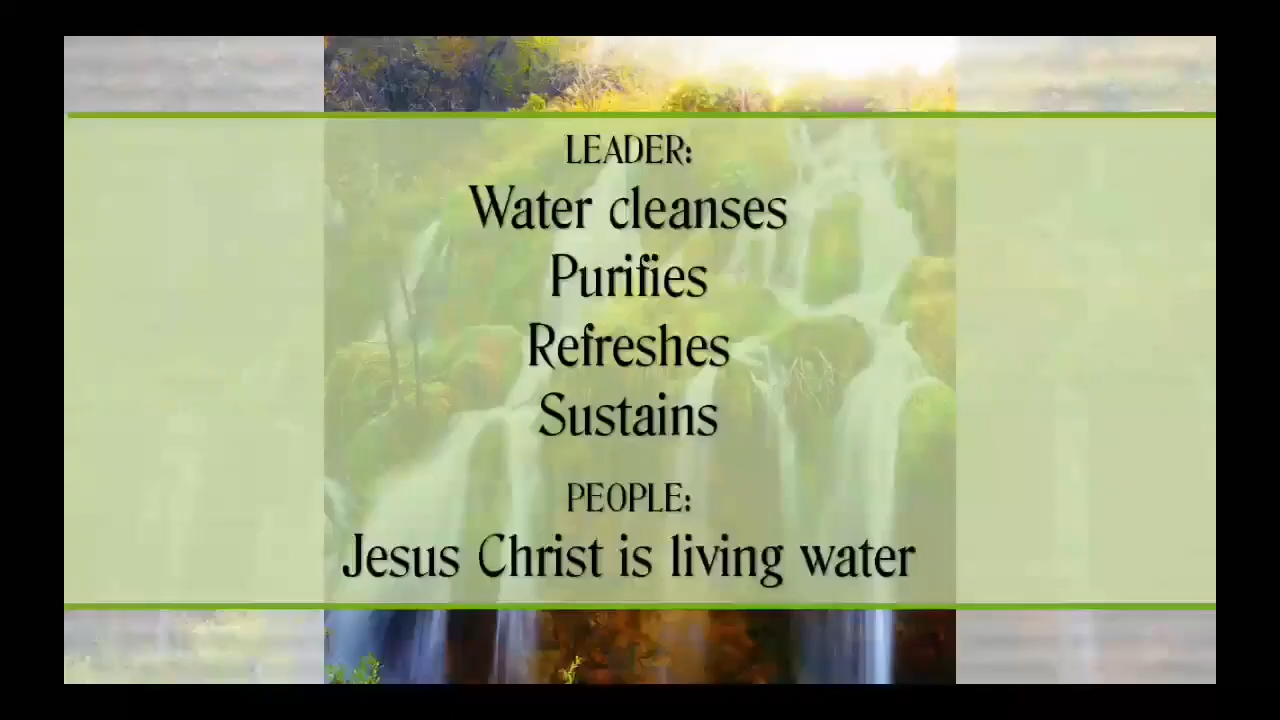 LEADER:
Water cleanses
Purifies
Refreshes
Sustains
PEOPLE:
Jesus Christ is living water